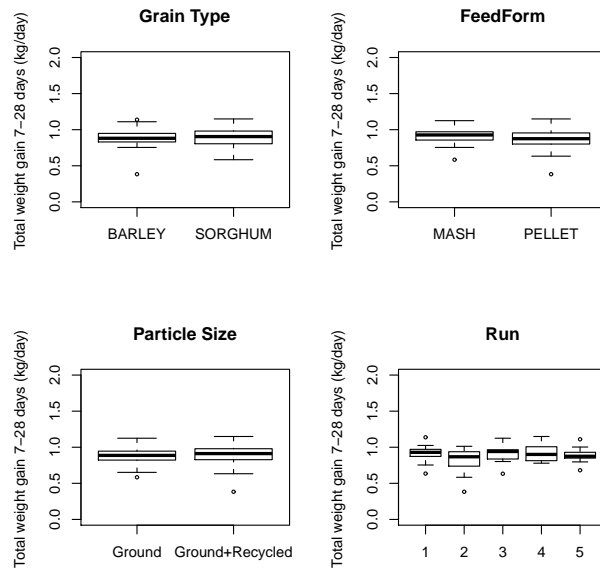 Grain Type
Total weight gain 7−28 days (kg/day)
2.0
1.5
1.0
0.5
0.0
BARLEY SORGHUM
FeedForm
Total weight gain 7−28 days (kg/day)
2.0
1.5
1.0
0.5
0.0
MASH PELLET
Particle Size
Total weight gain 7−28 days (kg/day)
2.0
1.5
1.0
0.5
0.0
Ground Ground+Recycled
Run
Total weight gain 7−28 days (kg/day)
2.0
1.5
1.0
0.5
0.0
1 2 3 4 5